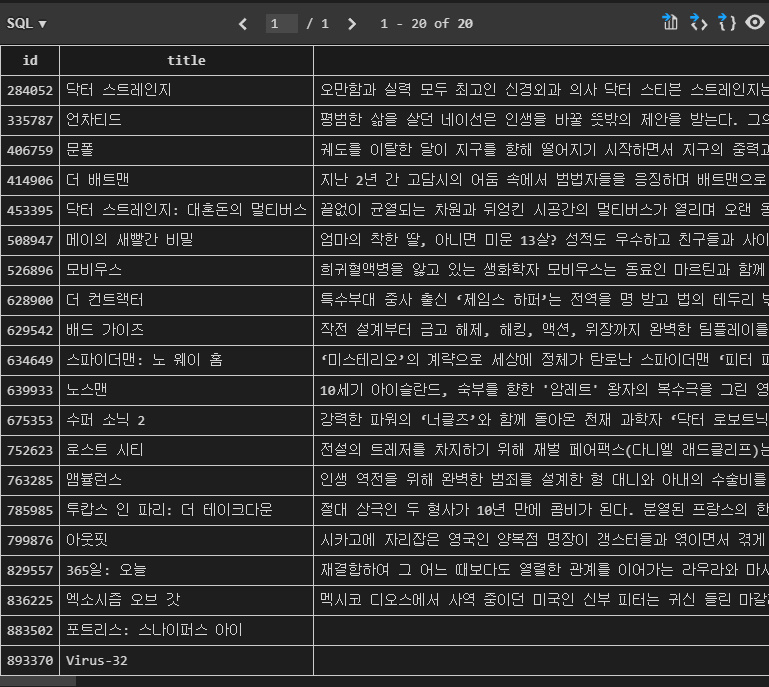 SQL ▼ < 1 / 1 > 1 - 20 of 20
id title
284052 닥터 스트레인지 오만함과 실력 모두 최고인 신경외과 의사 닥터 스티븐 스트레인지는
335787 언차티드 평범한 삶을 살던 네이선은 인생을 바꿀 뜻밖의 제안을 받는다. 그의
406759 문폴 궤도를 이탈한 달이 지구를 향해 떨어지기 시작하면서 지구의 중력과
414906 더 배트맨 지난 2년 간 고담시의 어둠 속에서 범법자들을 응징하며 배트맨으로
453395 닥터 스트레인지: 대혼돈의 멀티버스 끝없이 균열되는 차원과 뒤엉킨 시공간의 멀티버스가 열리며 오랜
508947 메이의 새빨간 비밀 엄마의 착한 딸, 아니면 미운 13살? 성적도 우수하고 친구들과 사이
526896 모비우스 희귀혈액병을 앓고 있는 생화학자 모비우스는 동료인 마르틴과 함께
628900 더 컨트랙터 특수부대 중사 출신 ‘제임스 하퍼’는 전역을 명 받고 법의 테두리
629542 배드 가이즈 작전 설계부터 금고 해제, 해킹, 액션, 위장까지 완벽한 팀플레이를
634649 스파이더맨: 노 웨이 홈 ‘미스테리오’의 계략으로 세상에 정체가 탄로난 스파이더맨 ‘피터
639933 노스맨 10세기 아이슬란드, 숙부를 향한 '암레트' 왕자의 복수극을 그린 영
675353 수퍼 소닉 2 강력한 파워의 ‘너클즈’와 함께 돌아온 천재 과학자 ‘닥터 로보트닉
752623 로스트 시티 전설의 트레저를 차지하기 위해 재벌 페어팩스(다니엘 래드클리프)는
763285 앰뷸런스 인생 역전을 위해 완벽한 범죄를 설계한 형 대니와 아내의 수술비를
785985 투캅스 인 파리: 더 테이크다운 절대 상극인 두 형사가 10년 만에 콤비가 된다. 분열된 프랑스의 한
799876 아웃핏 시카고에 자리잡은 영국인 양복점 명장이 갱스터들과 엮이면서 겪게
829557 365일: 오늘 재결합하여 그 어느 때보다도 열렬한 관계를 이어가는 라우라와 마시
836225 엑소시즘 오브 갓 멕시코 디오스에서 사역 중이던 미국인 신부 피터는 귀신 들린
883502 포트리스: 스나이퍼스 아이
893370 Virus-32